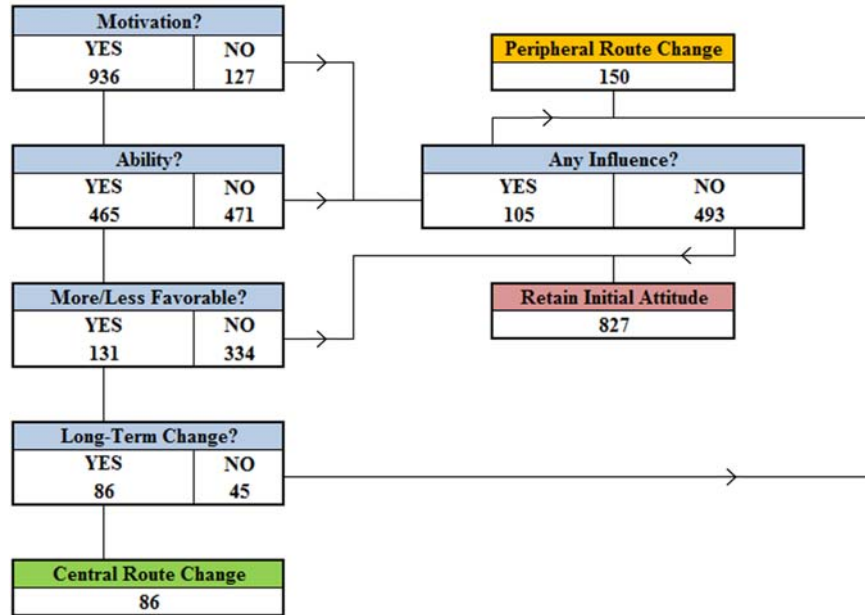 Motivation?
YES NO
936 127
Peripheral Route Change
150
Ability?
YES NO
465 471
Any Influence?
YES NO
105 493
More/Less Favorable?
YES NO
131 334
Retain Initial Attitude
827
Long-Term Change?
YES NO
86 45
Central Route Change
86